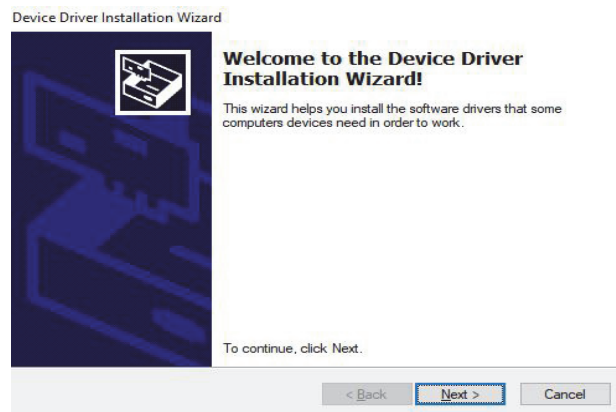 Device Driver Installation Wizard
Welcome to the Device Driver
Installation Wizard!
This wizard helps you install the software drivers that some
computers devices need in order to work.
To continue, click Next.
< Back
Next >
Cancel